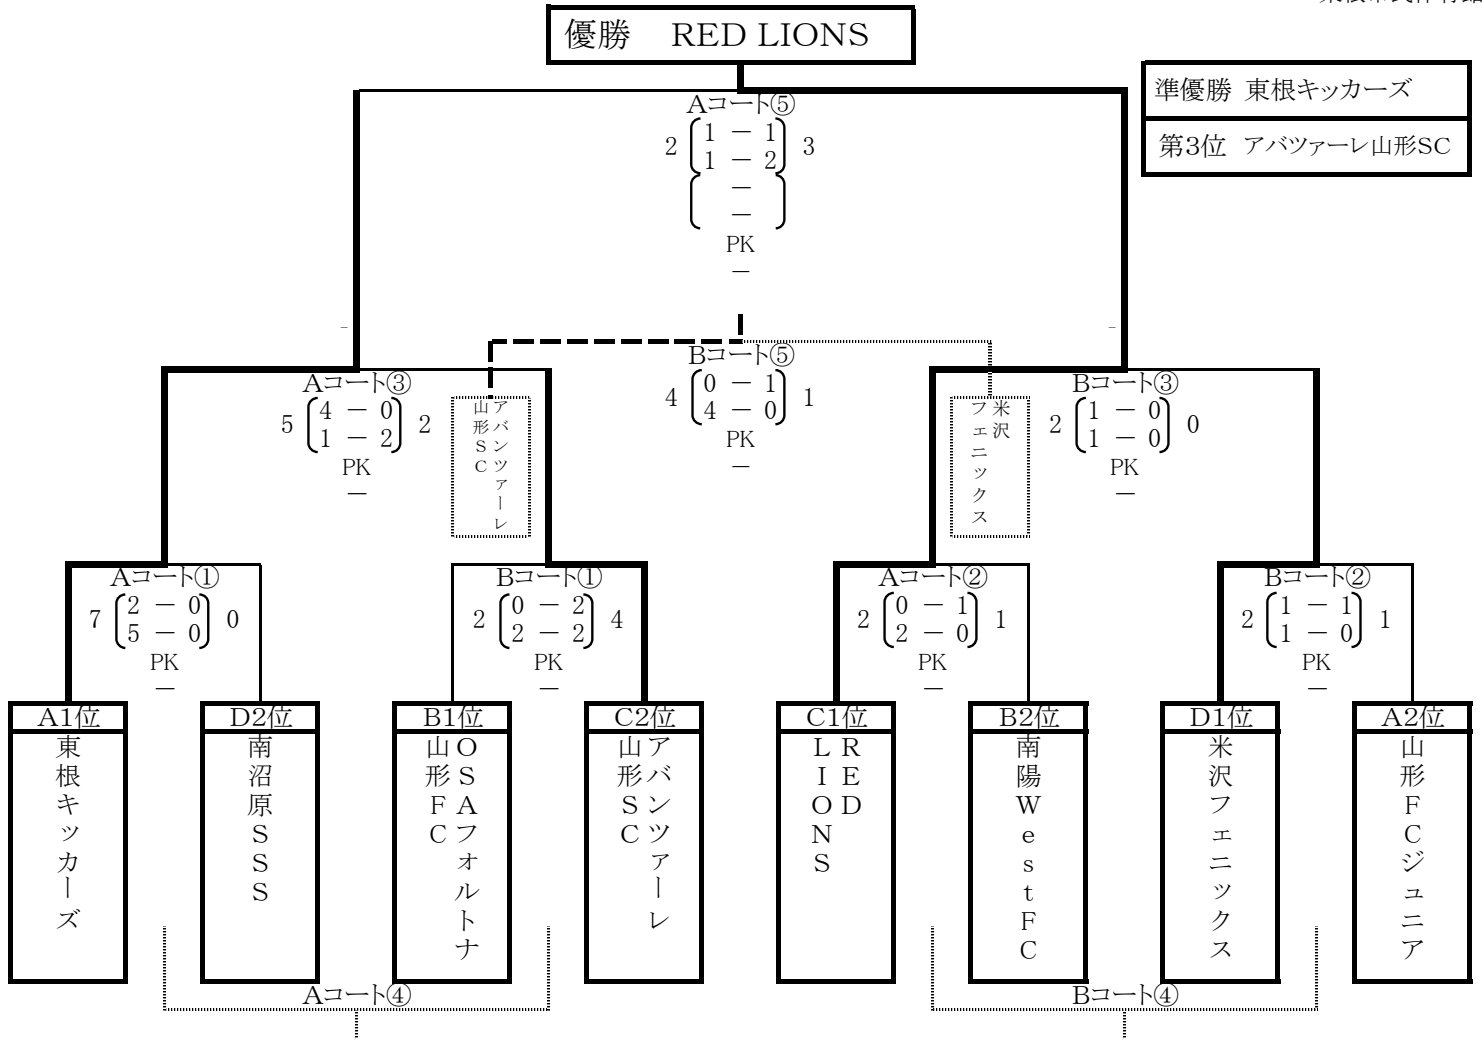 優勝 RED LIONS
準優勝 東根キッカーズ
第3位 アバツァーレ山形SC
Aコート⑤
2 1 － 1 3
1 － 2
－
－
PK
－
Bコート⑤
4 0 － 1 1
4 － 0
PK
－
Aコート③
5 4 － 0 2
1 － 2
PK
－
アバンツァーレ
山形SC
米沢
フェニックス
Bコート③
2 1 － 0 0
1 － 0
PK
－
Aコート①
7 2 － 0 0
5 － 0
PK
－
Bコート①
2 0 － 2 4
2 － 2
PK
－
Aコート②
2 0 － 1 1
2 － 0
PK
－
Bコート②
2 1 － 1 1
1 － 0
PK
－
A1位
東根キッカーズ
D2位
南沼原SSS
B1位
OSAフォルトナ
山形FC
C2位
アバンツァーレ
山形SC
C1位
RED
LIONS
B2位
南陽WestFC
D1位
米沢フェニックス
A2位
山形FCジュニア
Aコート④
Bコート④